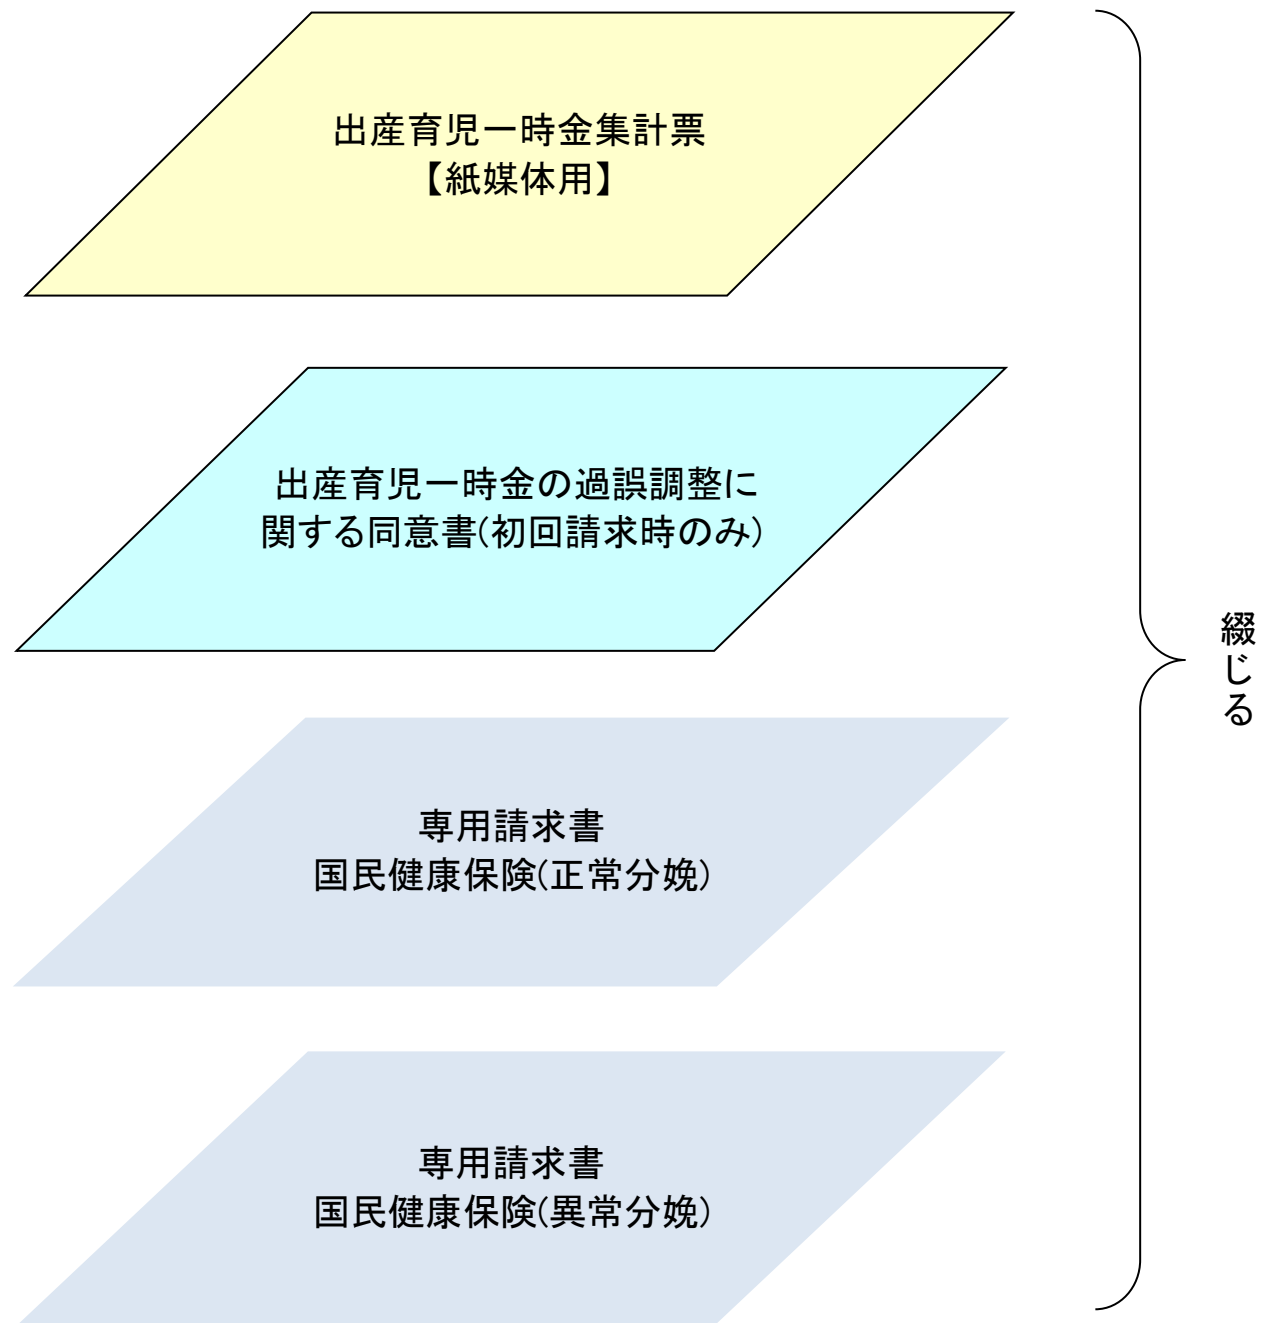 出産育児一時金集計票
【紙媒体用】
出産育児一時金の過誤調整に
関する同意書(初回請求時のみ)
専用請求書
国民健康保険(正常分娩)
専用請求書
国民健康保険(異常分娩)
綴じる